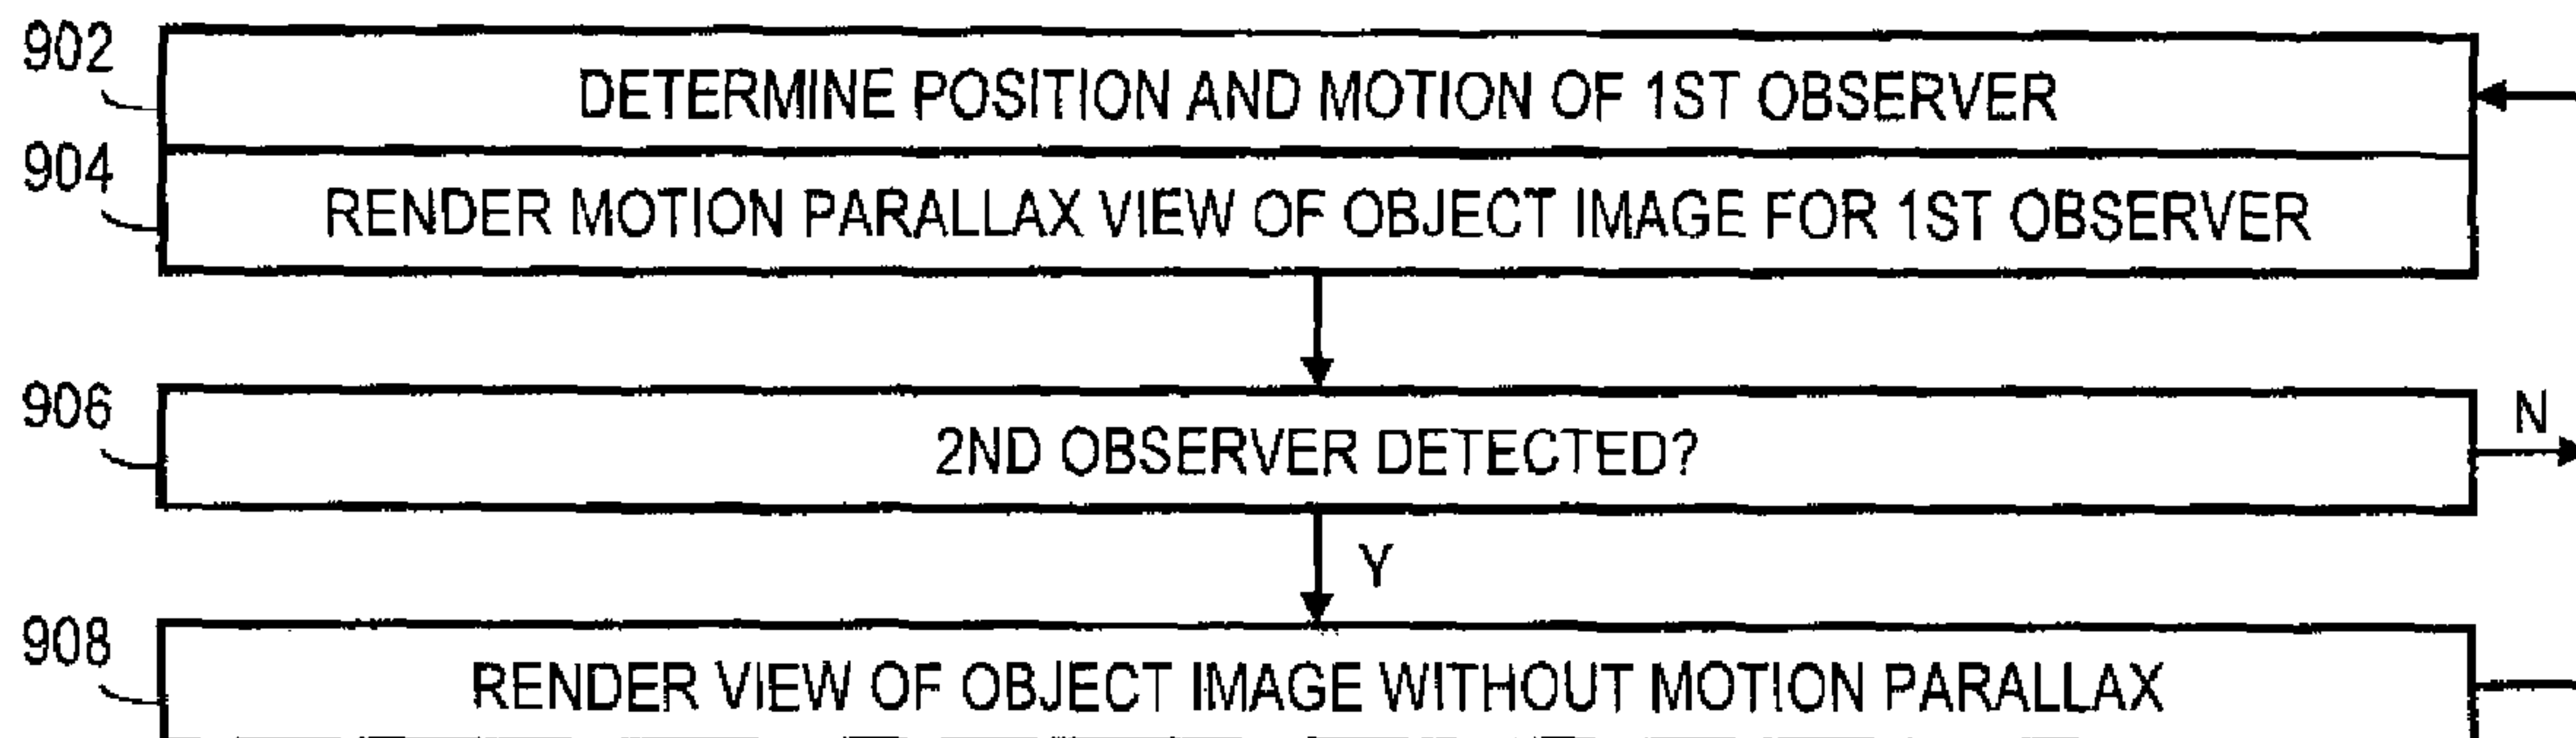 902
DETERMINE POSITION AND MOTION OF 1ST OBSERVER
904
RENDER MOTION PARALLAX VIEW OF OBJECT IMAGE FOR 1ST OBSERVER
906
2ND OBSERVER DETECTED?
N
Y
908
RENDER VIEW OF OBJECT IMAGE WITHOUT MOTION PARALLAX